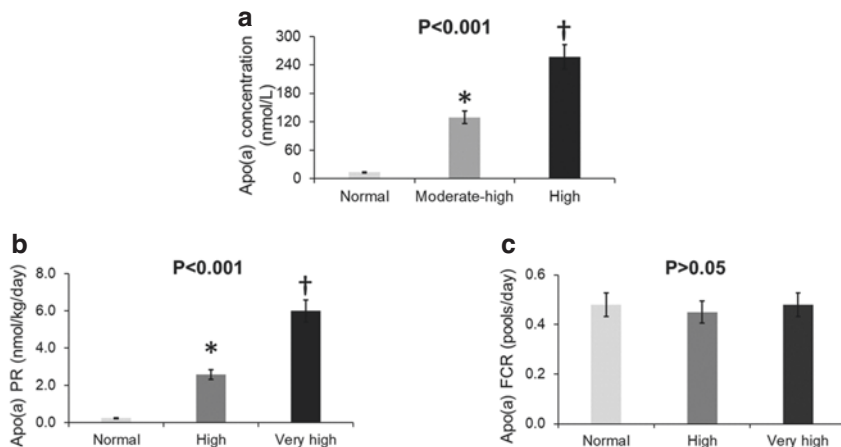 a
P<0.001
†
300
240
*
180
120
60
0
Apo(a) concentration
(nmol/L)
Normal Moderate-high High
b
P<0.001
†
8.0
6.0
4.0
*
2.0
0.0
Apo(a) PR (nmol/kg/day)
Normal High Very high
c
P>0.05
0.6
0.4
0.2
0.0
Apo(a) FCR (pools/day)
Normal High Very high